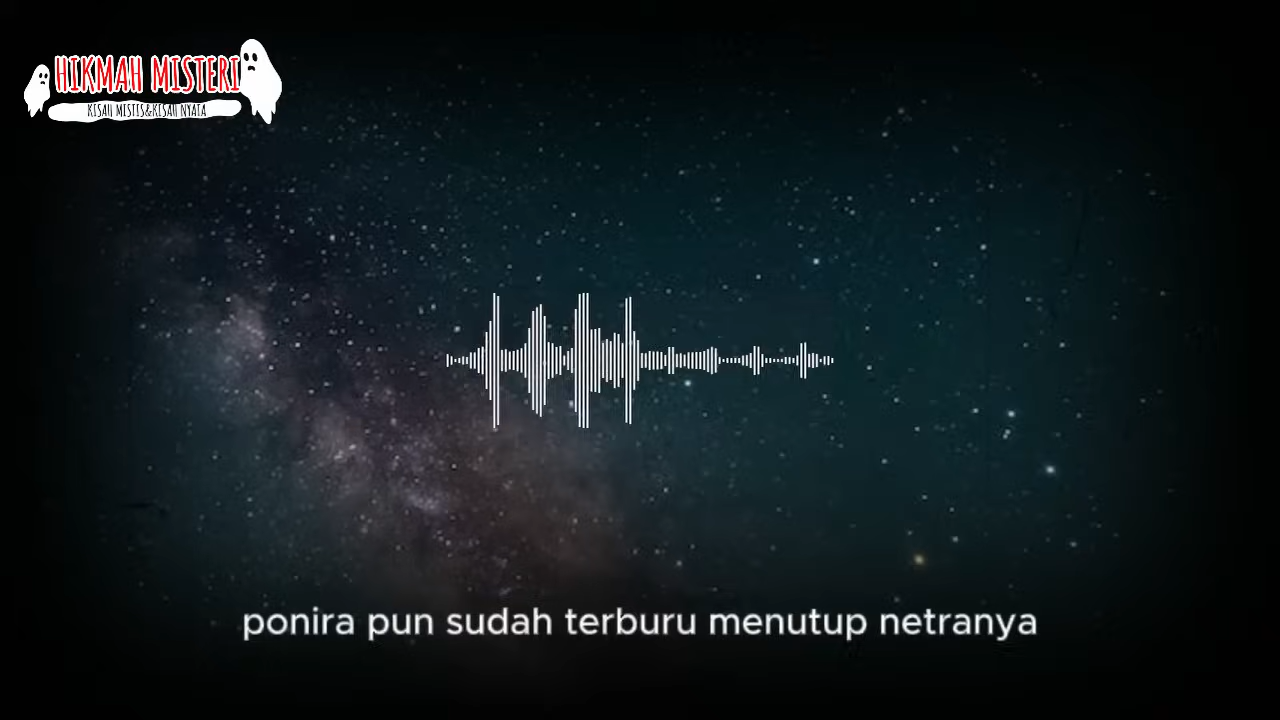 HIKMAH MISTERI
KISAH MISTIS&KISAH NYATA
ponira pun sudah terburu menutup netranya